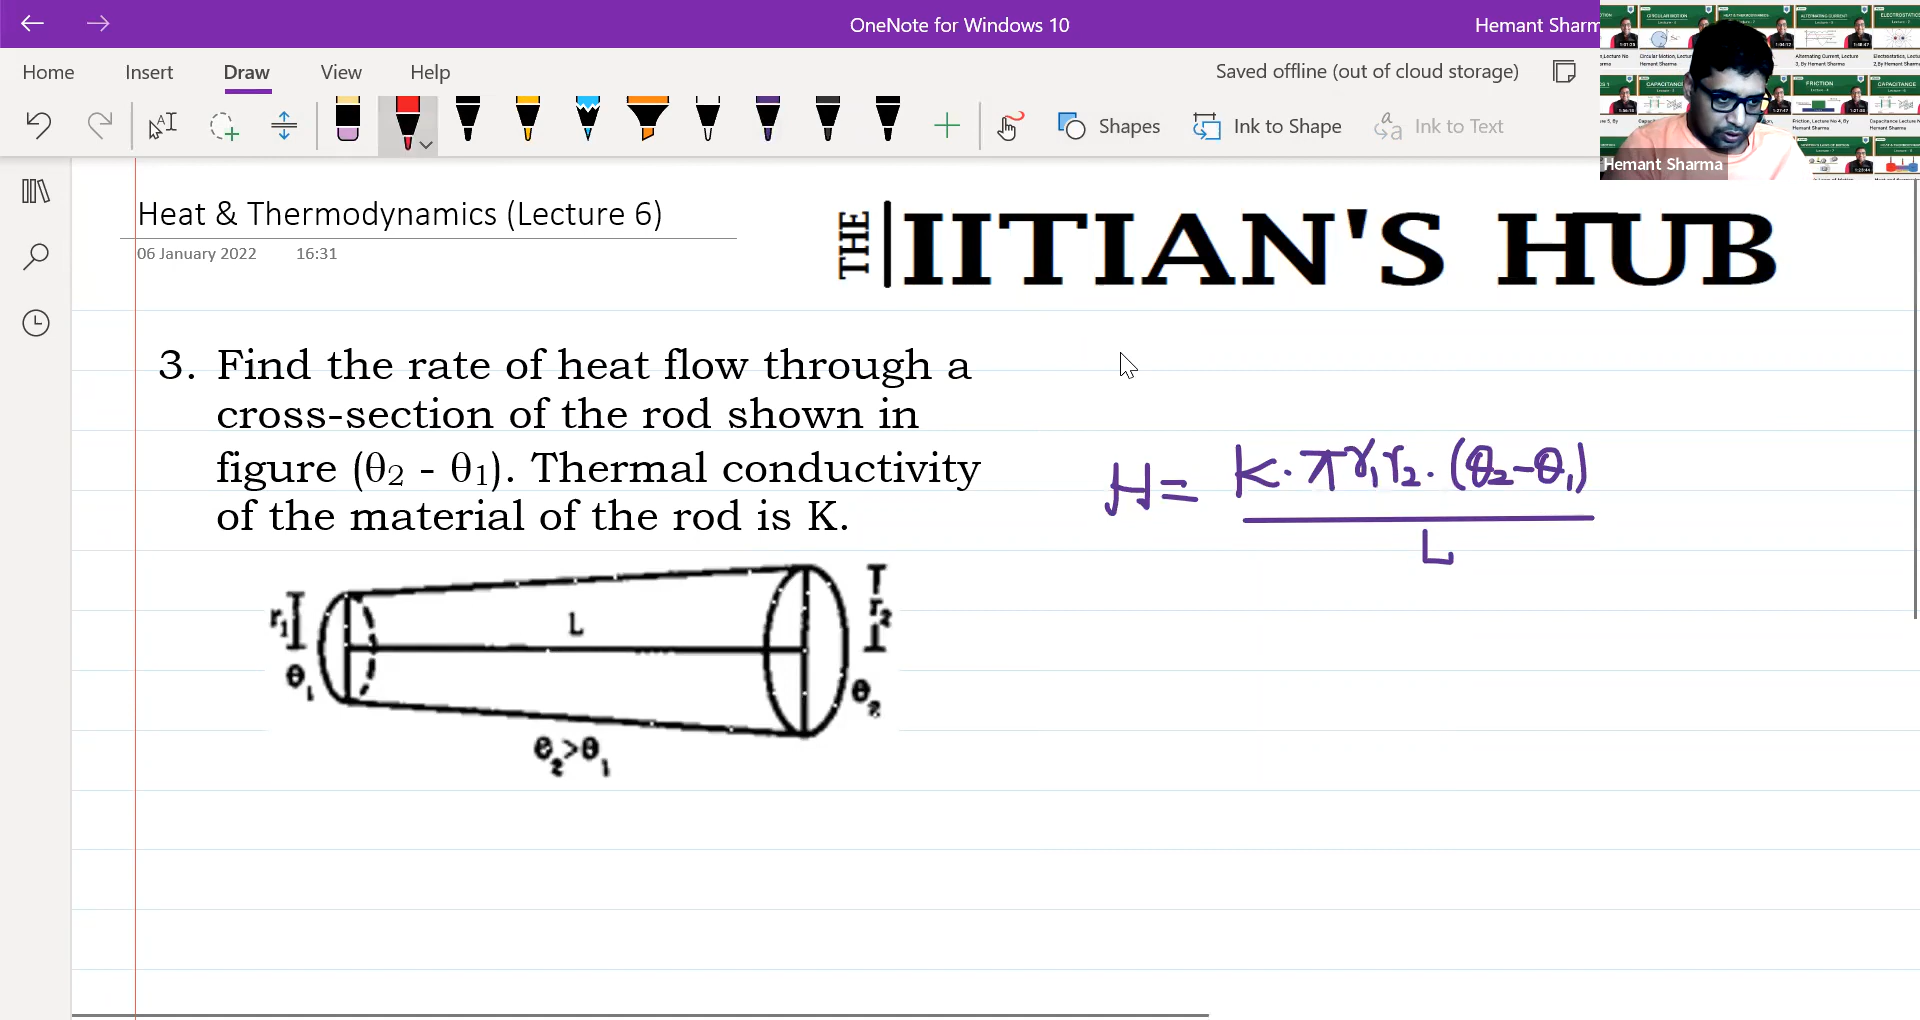 OneNote for Windows 10
Hemant Sharm
Home Insert Draw View Help
Saved offline (out of cloud storage)
Shapes
Ink to Shape
Ink to Text
Hemant Sharma
Heat & Thermodynamics (Lecture 6)
06 January 2022 16:31
THE IITIAN'S HUB
3. Find the rate of heat flow through a
cross-section of the rod shown in
figure (θ2 - θ1). Thermal conductivity
of the material of the rod is K.
H = K · π r₁ r₂ · (θ₂ - θ₁)
L
r₁
L
r₂
θ₁
θ₂
θ₂ > θ₁